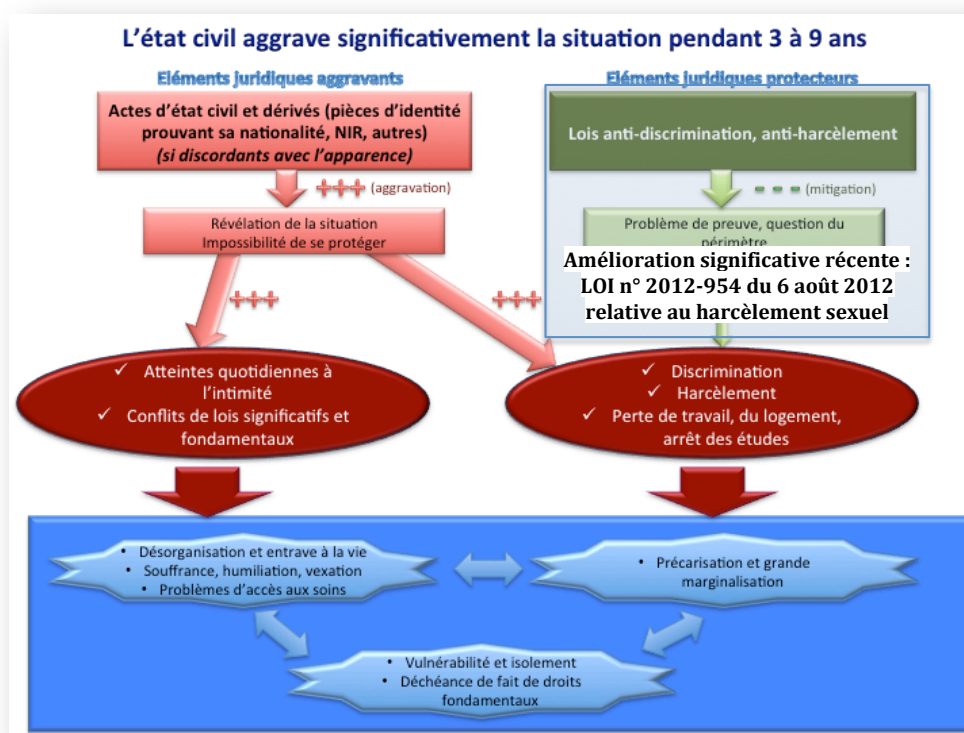 L'état civil aggrave significativement la situation pendant 3 à 9 ans
Eléments juridiques aggravants
Actes d'état civil et dérivés (pièces d'identité
prouvant sa nationalité, NIR, autres)
(si discordants avec l'apparence)
+++ (aggravation)
Révélation de la situation
Impossibilité de se protéger
+++
+++
Eléments juridiques protecteurs
Lois anti-discrimination, anti-harcèlement
- - - (mitigation)
Problème de preuve, question du
périmètre
Amélioration significative récente :
LOI n° 2012-954 du 6 août 2012
relative au harcèlement sexuel
✓ Atteintes quotidiennes à
l'intimité
✓ Conflits de lois significatifs et
fondamentaux
✓ Discrimination
✓ Harcèlement
✓ Perte de travail, du logement,
arrêt des études
• Désorganisation et entrave à la vie
• Souffrance, humiliation, vexation
• Problèmes d'accès aux soins
• Précarisation et grande
marginalisation
• Vulnérabilité et isolement
• Déchéance de fait de droits
fondamentaux